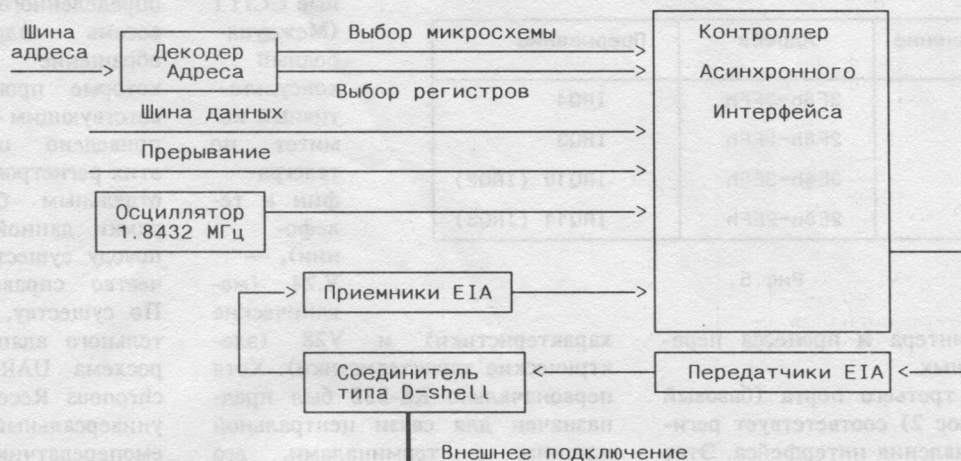 Шина
адреса
Декодер
Адреса
Выбор микросхемы
Выбор регистров
Шина данных
Прерывание
Осциллятор
1.8432 МГц
Контроллер
Асинхронного
Интерфейса
Приемники EIA
Соединитель
типа D-shell
Передатчики EIA
Внешнее подключение